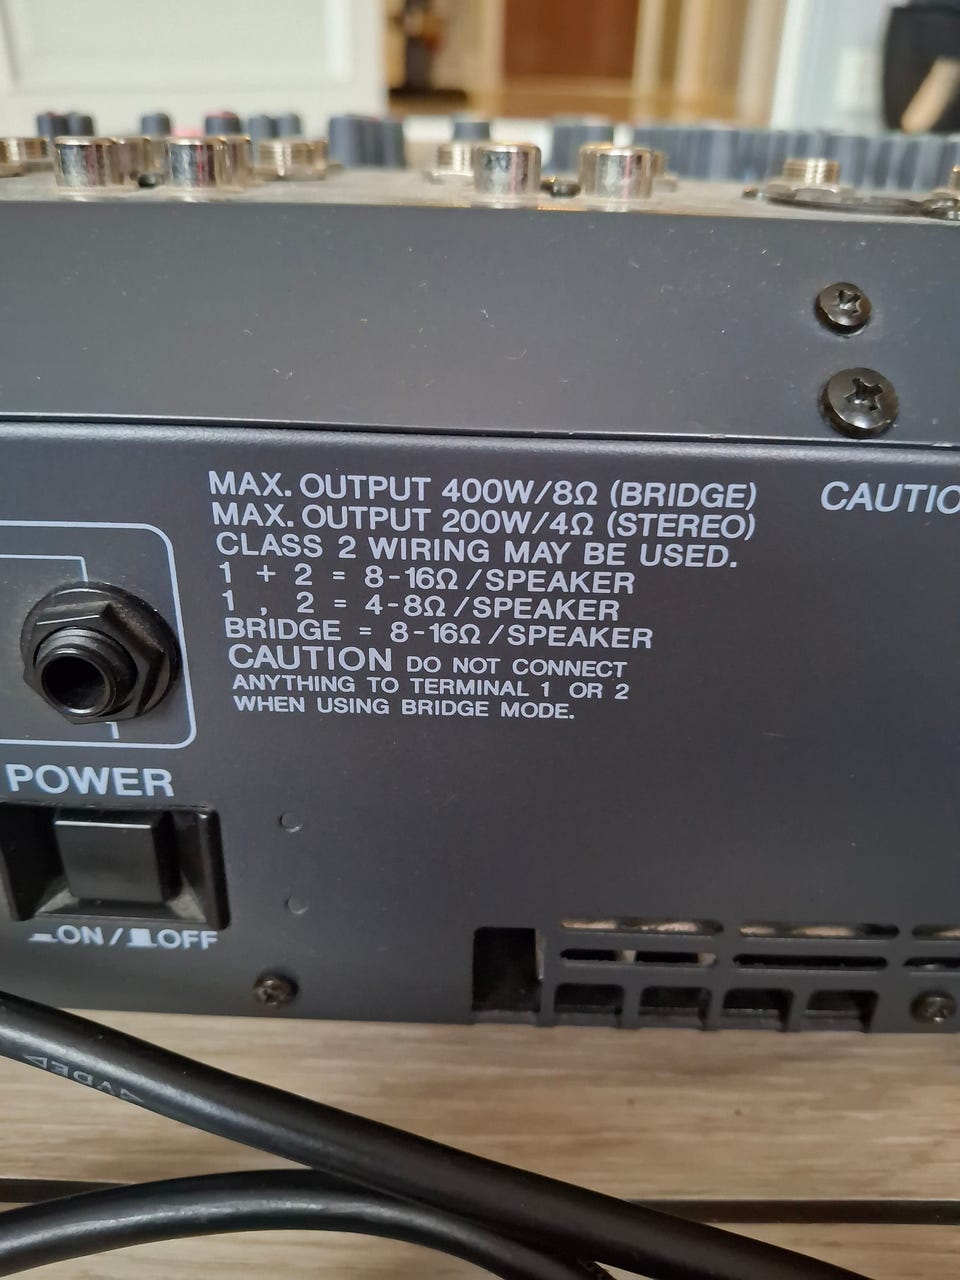 MAX. OUTPUT 400W/8Ω (BRIDGE)
MAX. OUTPUT 200W/4Ω (STEREO)
CLASS 2 WIRING MAY BE USED.
1 + 2 = 8-16Ω/SPEAKER
1 , 2 = 4-8Ω/SPEAKER
BRIDGE = 8-16Ω/SPEAKER
CAUTION DO NOT CONNECT
ANYTHING TO TERMINAL 1 OR 2
WHEN USING BRIDGE MODE.
CAUTIO
POWER
ON/OFF